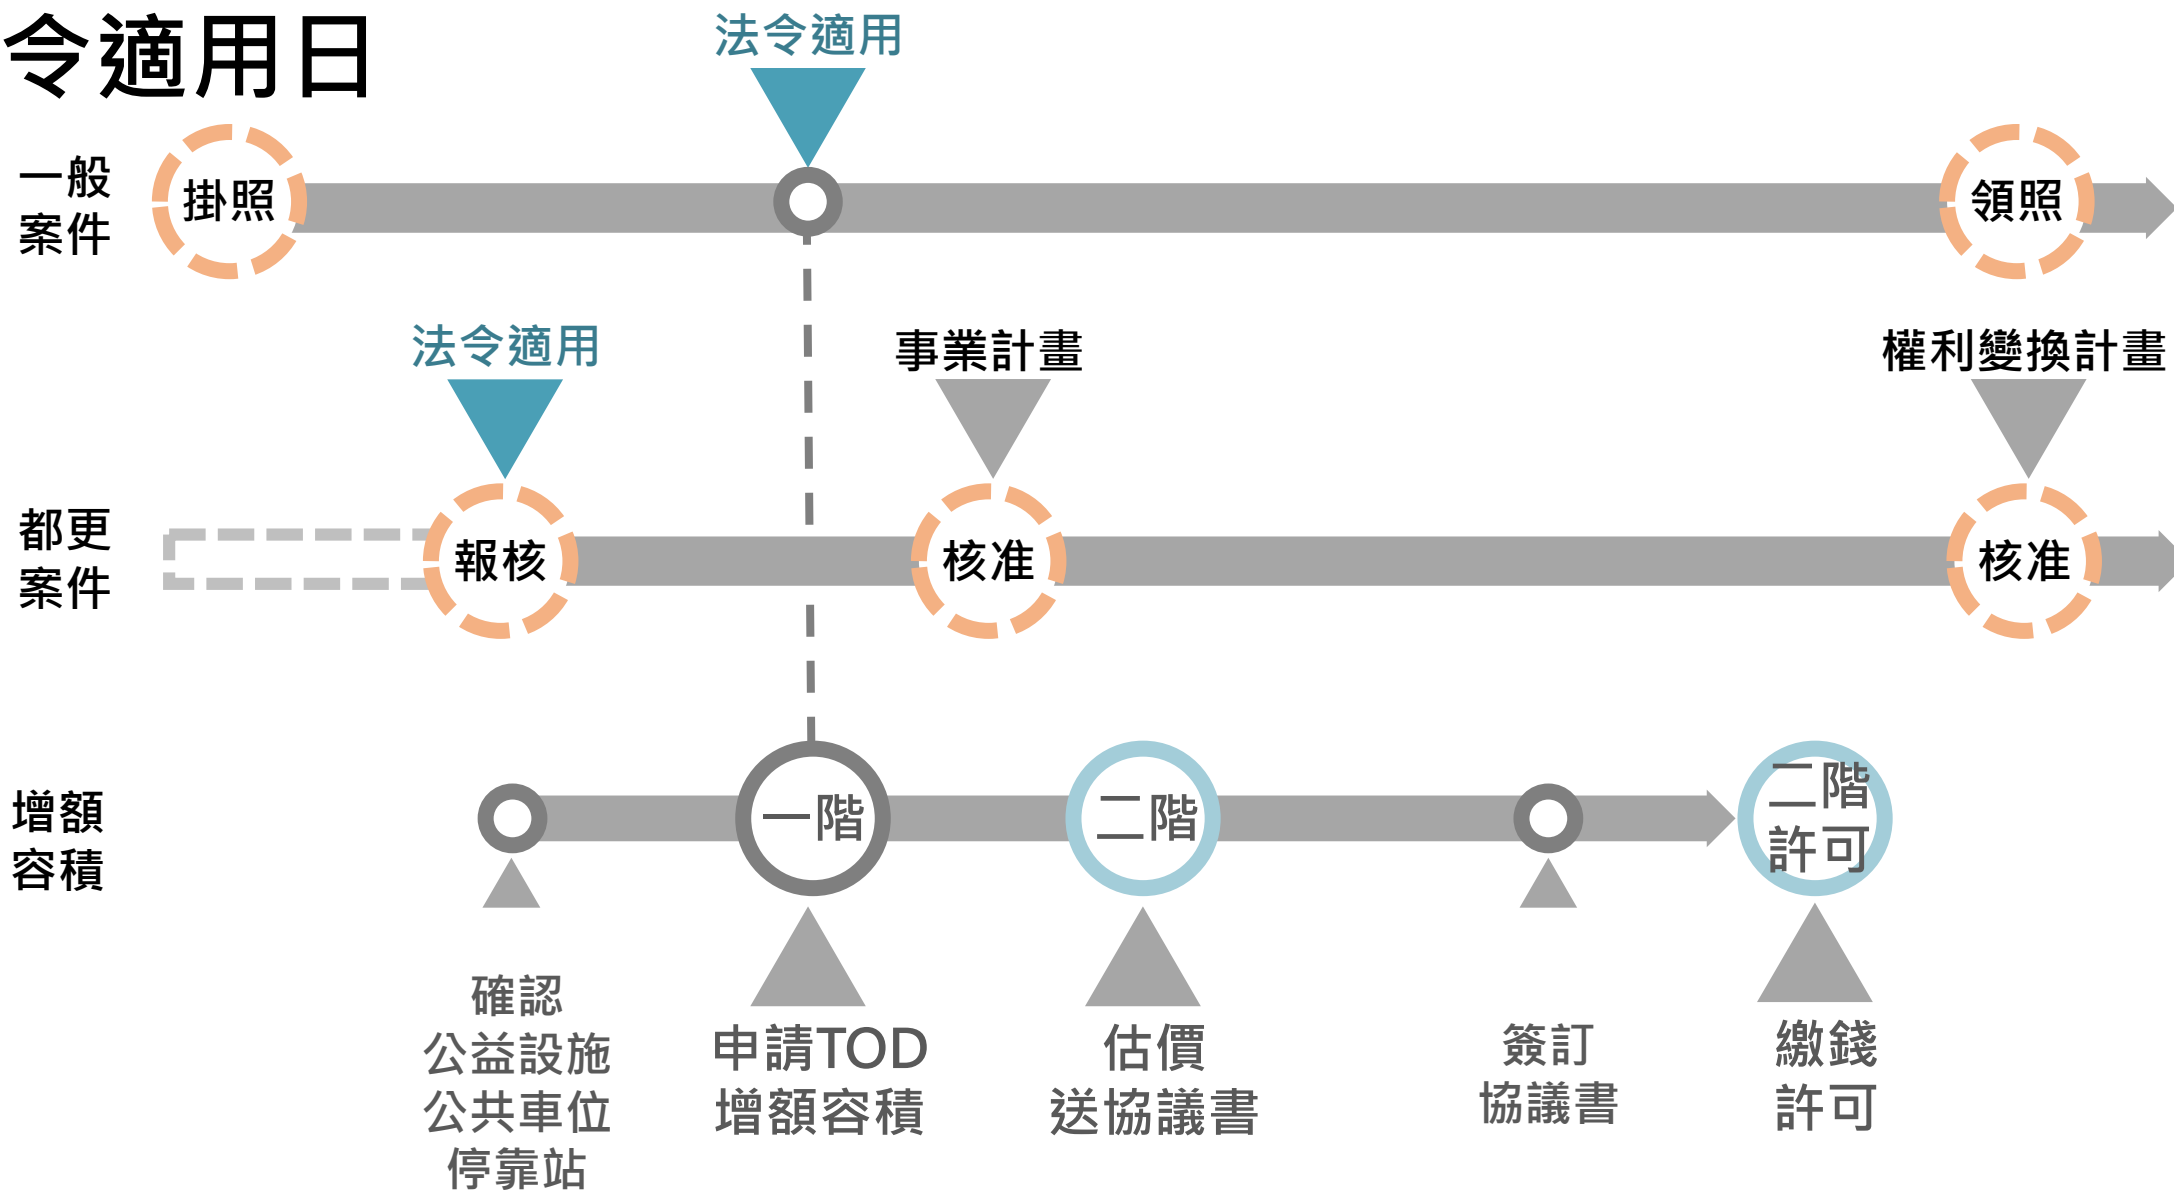 令適用日
法令適用
一般
案件
掛照
領照
法令適用
事業計畫
權利變換計畫
都更
案件
報核
核准
核准
增額
容積
一階
二階
二階
許可
確認
公益設施
公共車位
停靠站
申請TOD
增額容積
估價
送協議書
簽訂
協議書
繳錢
許可